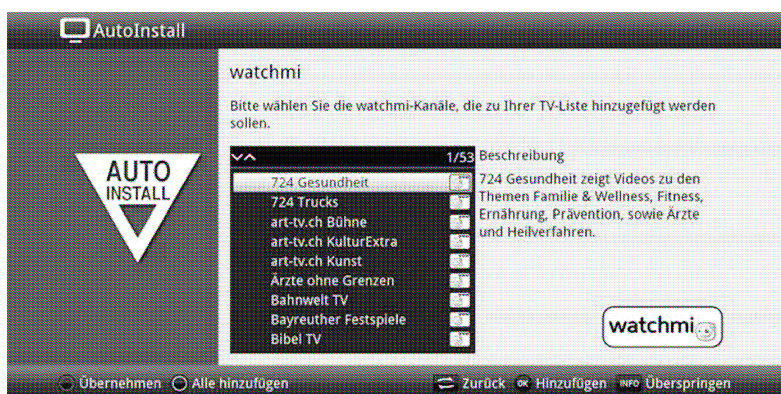 AutoInstall
watchmi
Bitte wählen Sie die watchmi-Kanäle, die zu Ihrer TV-Liste hinzugefügt werden
sollen.
1/53
724 Gesundheit
724 Trucks
art-tv.ch Bühne
art-tv.ch KulturExtra
art-tv.ch Kunst
Ärzte ohne Grenzen
Bahnwelt TV
Bayreuther Festspiele
Bibel TV
Beschreibung
724 Gesundheit zeigt Videos zu den
Themen Familie & Wellness, Fitness,
Ernährung, Prävention, sowie Ärzte
und Heilverfahren.
AUTO
INSTALL
watchmi
Übernehmen Alle hinzufügen Zurück OK Hinzufügen INFO Überspringen